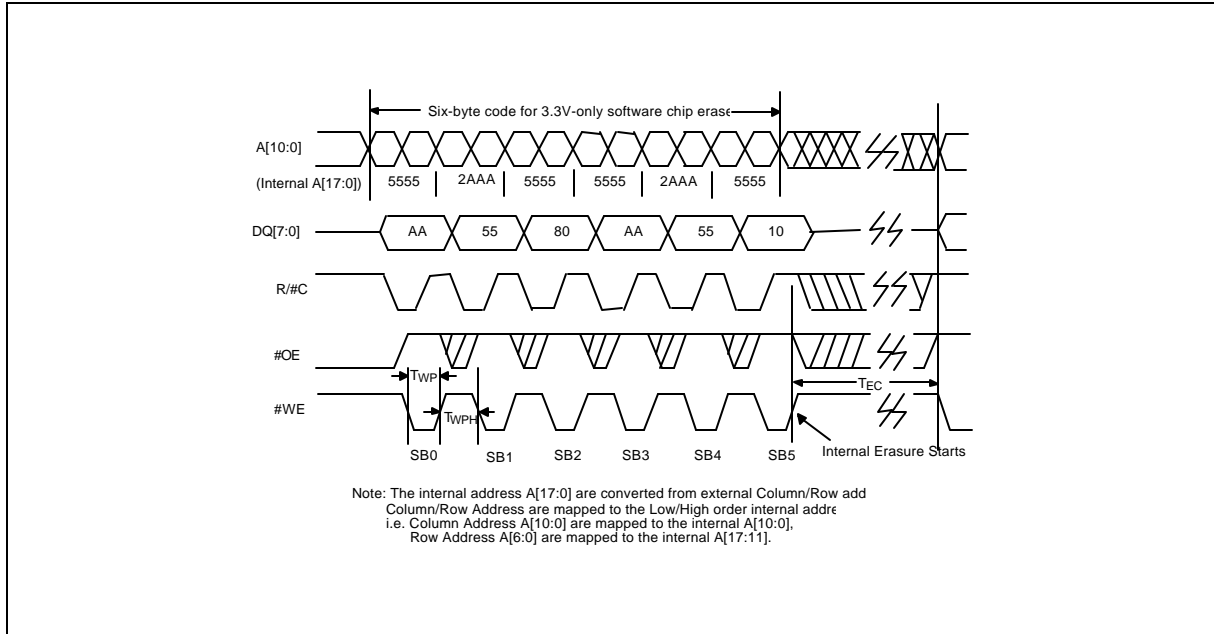 Six-byte code for 3.3V-only software chip erase
A[10:0]
(Internal A[17:0])
5555 2AAA 5555 5555 2AAA 5555
DQ[7:0]
AA 55 80 AA 55 10
R/#C
#OE
TWP
TEC
#WE
TWPH
SB0 SB1 SB2 SB3 SB4 SB5
Internal Erasure Starts
Note: The internal address A[17:0] are converted from external Column/Row add
Column/Row Address are mapped to the Low/High order internal addre
i.e. Column Address A[10:0] are mapped to the internal A[10:0],
Row Address A[6:0] are mapped to the internal A[17:11].